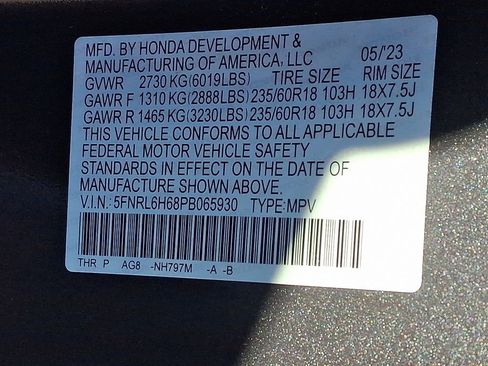 MFD. BY HONDA DEVELOPMENT &
MANUFACTURING OF AMERICA, LLC 05/'23
GVWR 2730 KG(6019LBS) TIRE SIZE RIM SIZE
GAWR F 1310 KG(2888LBS) 235/60R18 103H 18X7.5J
GAWR R 1465 KG(3230LBS) 235/60R18 103H 18X7.5J
THIS VEHICLE CONFORMS TO ALL APPLICABLE
FEDERAL MOTOR VEHICLE SAFETY
STANDARDS IN EFFECT ON THE DATE OF
MANUFACTURE SHOWN ABOVE.
V.I.N.: 5FNRL6H68PB065930 TYPE:MPV
THR P AG8 -NH797M -A -B